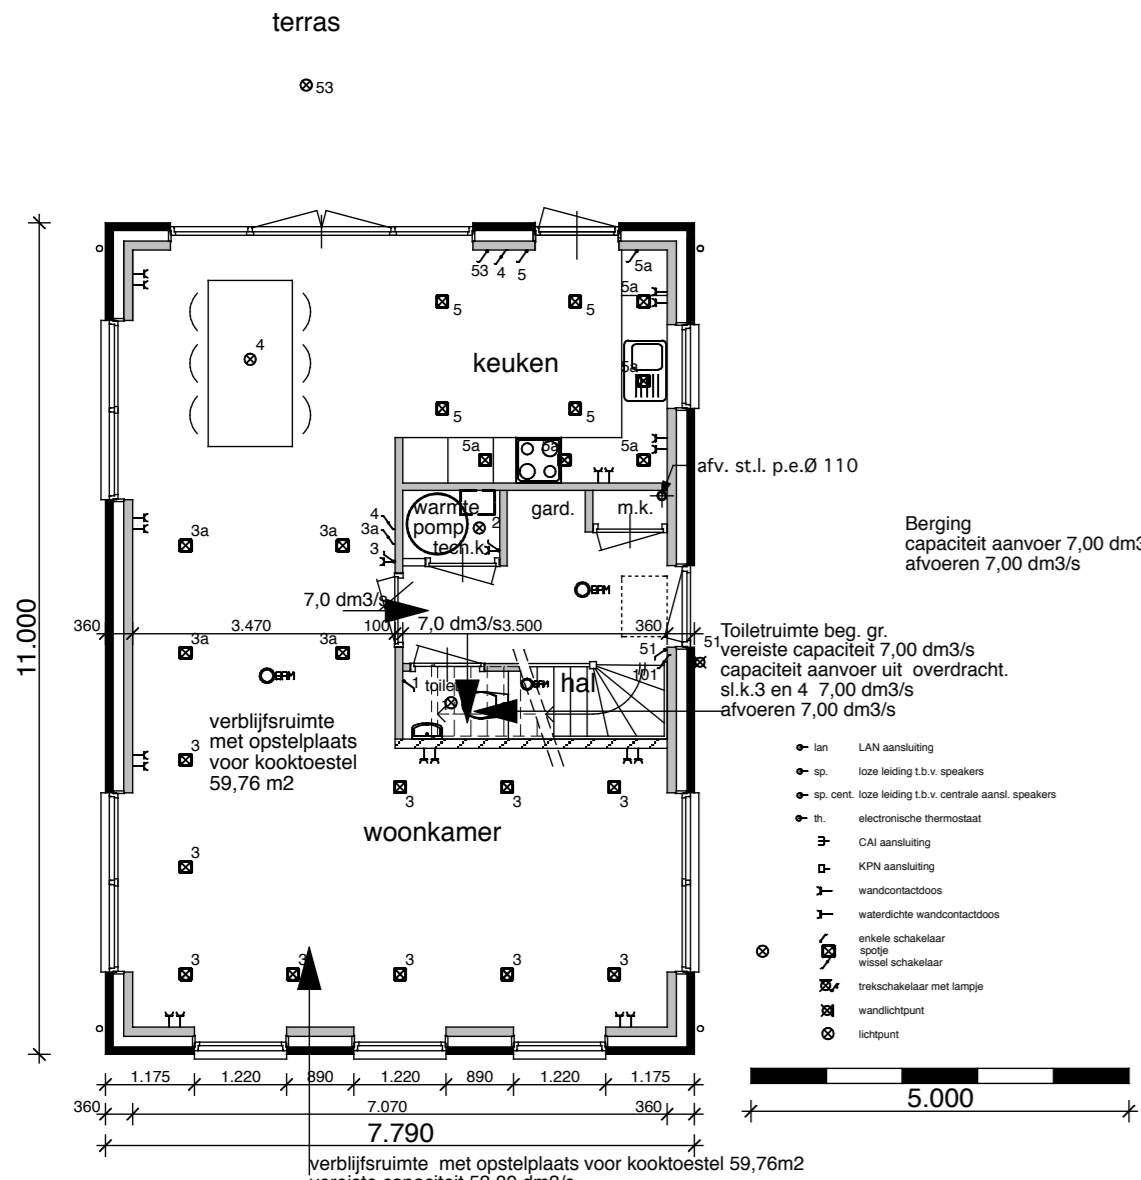 terras
53
53
4
5
5a
5a
5
5
4
keuken
5a
5
5
5a
5a
5a
afv. st.l. p.e.Ø 110
warmte
pomp
2
tech.k.
gard.
m.k.
4
3a
3
3a
3a
Berging
capaciteit aanvoer 7,00 dm3
afvoeren 7,00 dm3/s
7,0 dm3/s
7,0 dm3/s
11.000
360
3.470
100
3.500
360
3a
3a
51
51
101
1
toilet
hal
Toiletruimte beg. gr.
vereiste capaciteit 7,00 dm3/s
capaciteit aanvoer uit overdracht.
sl.k.3 en 4 7,00 dm3/s
afvoeren 7,00 dm3/s
verblijfsruimte
met opstelplaats
voor kooktoestel
59,76 m2
3
3
3
3
woonkamer
3
3
3
3
3
3
lan LAN aansluiting
sp. loze leiding t.b.v. speakers
sp. cent. loze leiding t.b.v. centrale aansl. speakers
th. electronische thermostaat
CAI aansluiting
KPN aansluiting
wandcontactdoos
waterdichte wandcontactdoos
enkele schakelaar
spotje
wissel schakelaar
trekschakelaar met lampje
wandlichtpunt
lichtpunt
1.175
1.220
890
1.220
890
1.220
1.175
360
7.070
360
7.790
5.000
verblijfsruimte met opstelplaats voor kooktoestel 59,76m2